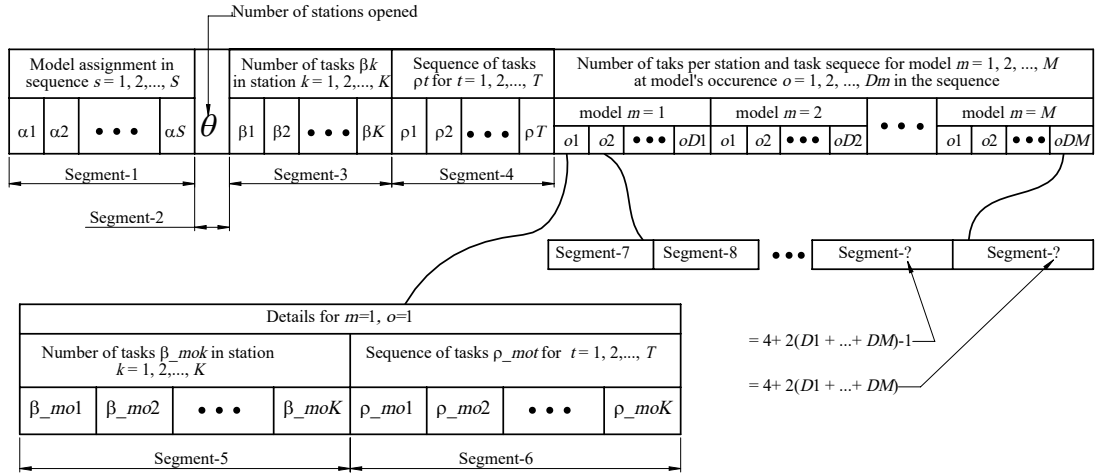 Number of stations opened
Model assignment in
sequence s = 1, 2,..., S
θ
Number of tasks βk
in station k = 1, 2,..., K
Sequence of tasks
ρt for t = 1, 2,..., T
Number of taks per station and task sequece for model m = 1, 2, ..., M
at model's occurence o = 1, 2, ..., Dm in the sequence
model m = 1
model m = 2
model m = M
α1 α2 ••• αS
β1 β2 ••• βK
ρ1 ρ2 ••• ρT
o1 o2 ••• oD1
o1 o2 ••• oD2
•••
o1 o2 ••• oDM
Segment-1
Segment-3
Segment-4
Segment-2
Segment-7
Segment-8
•••
Segment-?
Segment-?
Details for m=1, o=1
Number of tasks β_mok in station
k = 1, 2,..., K
Sequence of tasks ρ_mot for t = 1, 2,..., T
β_mo1 β_mo2 ••• β_moK
ρ_mo1 ρ_mo2 ••• ρ_moK
Segment-5
Segment-6
= 4+ 2(D1 + ...+ DM)-1
= 4+ 2(D1 + ...+ DM)